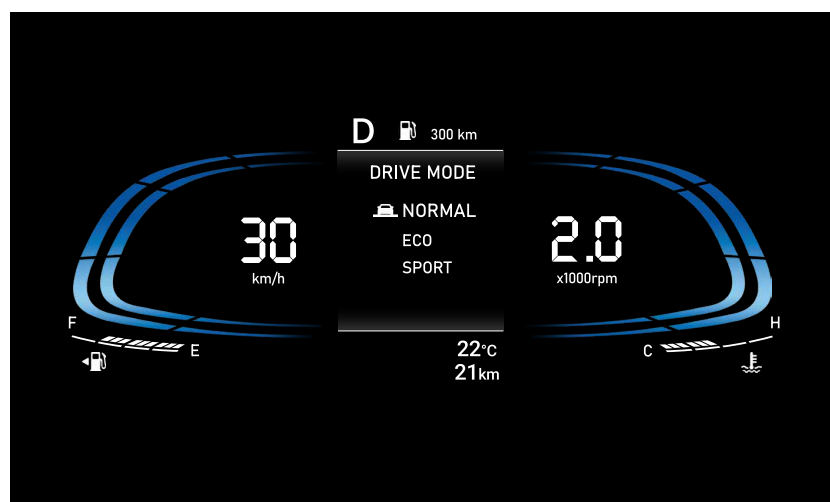 D 300 km
DRIVE MODE
NORMAL
ECO
SPORT
30
km/h
2.0
x1000rpm
F
E
C
H
22°C
21km